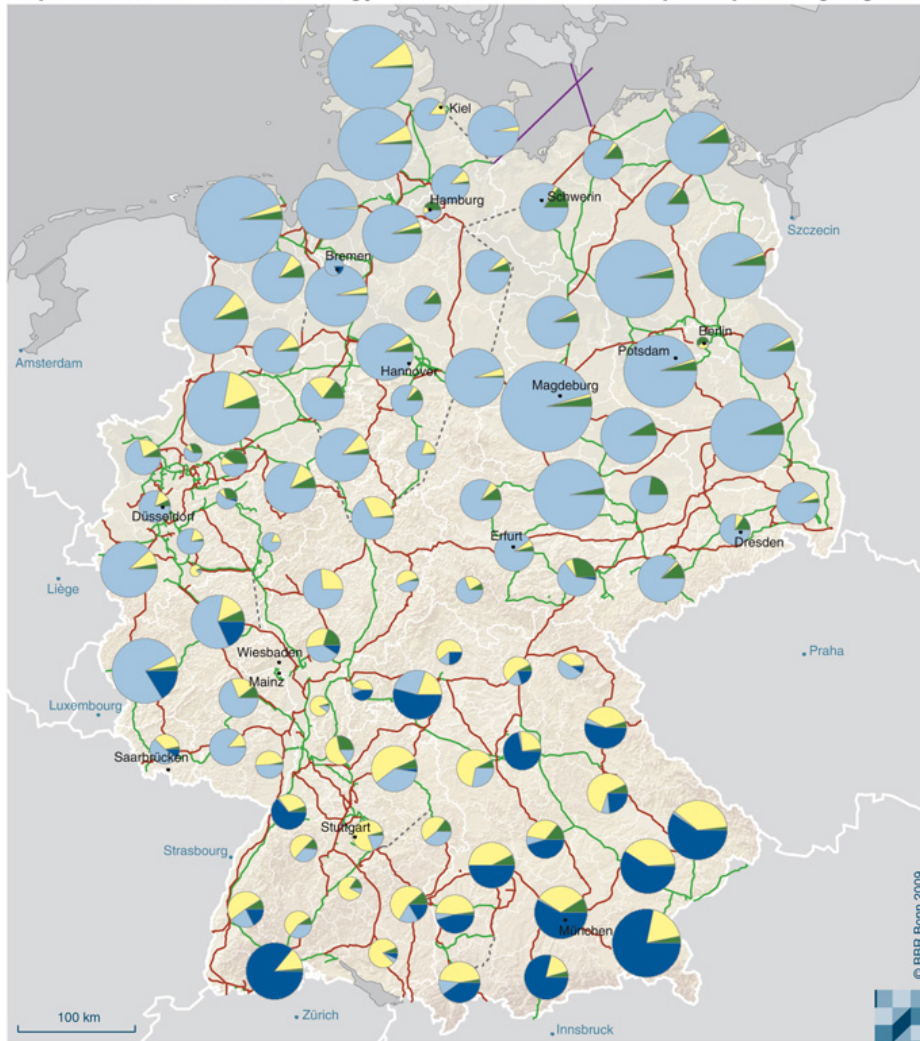 Kiel
Hamburg
Schwerin
Szczecin
Bremen
Amsterdam
Berlin
Potsdam
Hannover
Magdeburg
Düsseldorf
Erfurt
Dresden
Liège
Wiesbaden
Mainz
Praha
Luxembourg
Saarbrücken
Stuttgart
Strasbourg
München
© BBR Bonn 2009
100 km
Zürich
Innsbruck